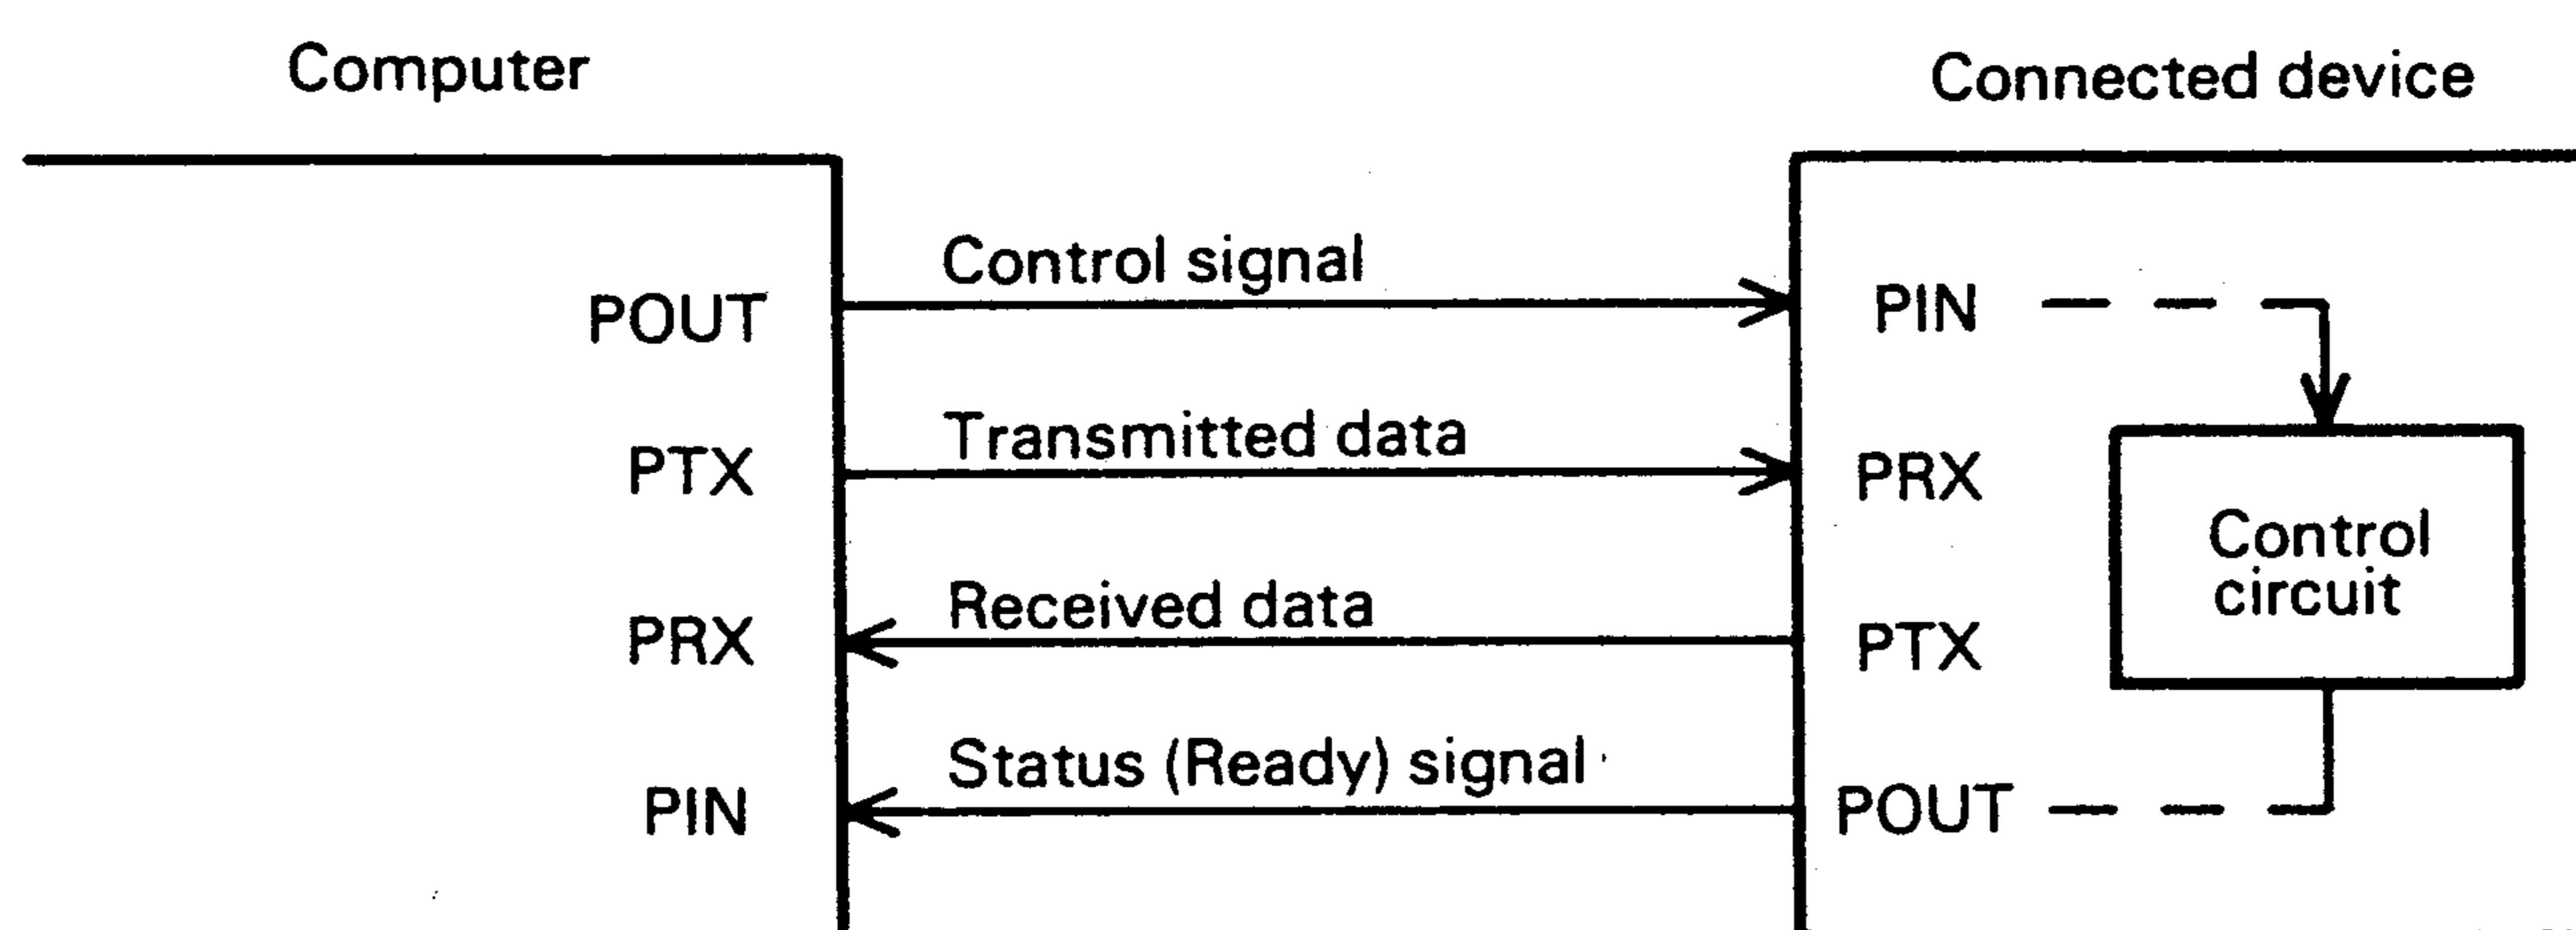 Computer
Connected device
Control signal
POUT
PIN
Transmitted data
PTX
PRX
Control
circuit
Received data
PRX
PTX
Status (Ready) signal
PIN
POUT